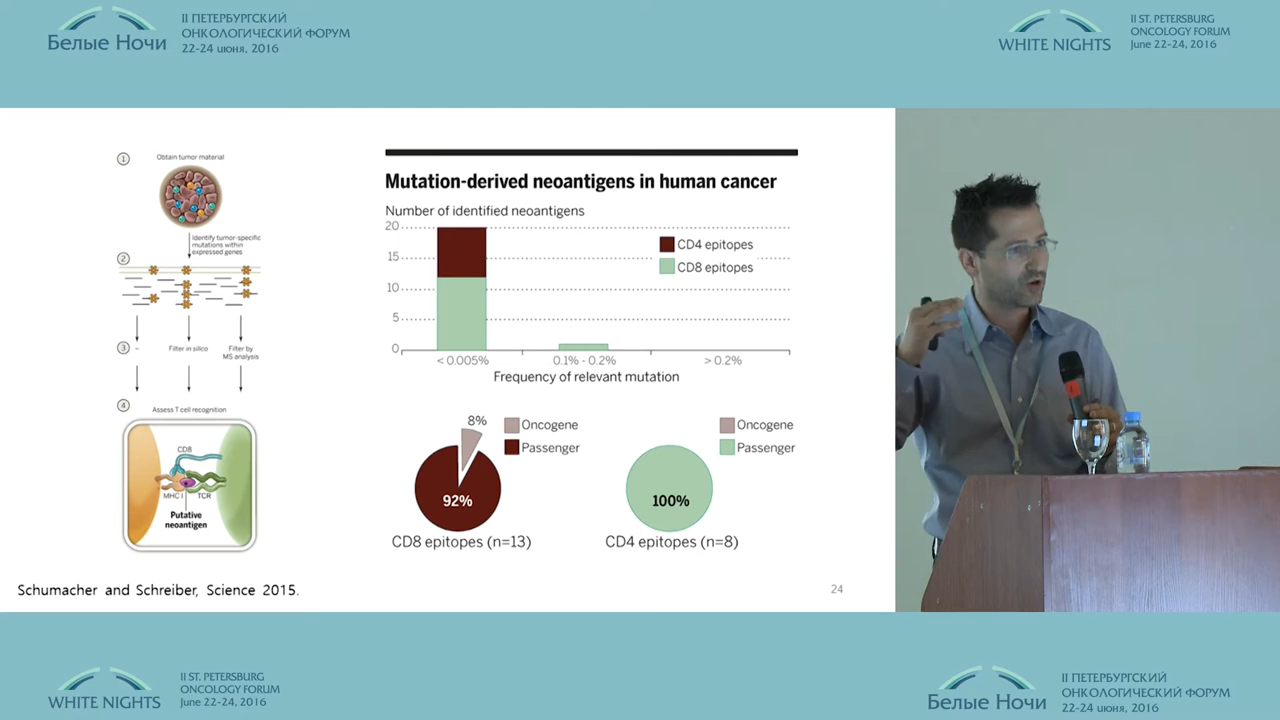 Белые Ночи
II ПЕТЕРБУРГСКИЙ
ОНКОЛОГИЧЕСКИЙ ФОРУМ
22-24 июня, 2016
WHITE NIGHTS
II ST. PETERSBURG
ONCOLOGY FORUM
June 22-24, 2016
1
Obtain tumor material
Identify tumor-specific
mutations within
expressed genes
2
3
-
Filter in silico
Filter by
MS analysis
4
Assess T cell recognition
CD8
MHC I
TCR
Putative
neoantigen
Mutation-derived neoantigens in human cancer
Number of identified neoantigens
20
15
10
5
0
CD4 epitopes
CD8 epitopes
< 0.005%
0.1% - 0.2%
> 0.2%
Frequency of relevant mutation
8%
92%
Oncogene
Passenger
CD8 epitopes (n=13)
100%
Oncogene
Passenger
CD4 epitopes (n=8)
Schumacher and Schreiber, Science 2015.
24
WHITE NIGHTS
II ST. PETERSBURG
ONCOLOGY FORUM
June 22-24, 2016
Белые Ночи
II ПЕТЕРБУРГСКИЙ
ОНКОЛОГИЧЕСКИЙ ФОРУМ
22-24 июня, 2016